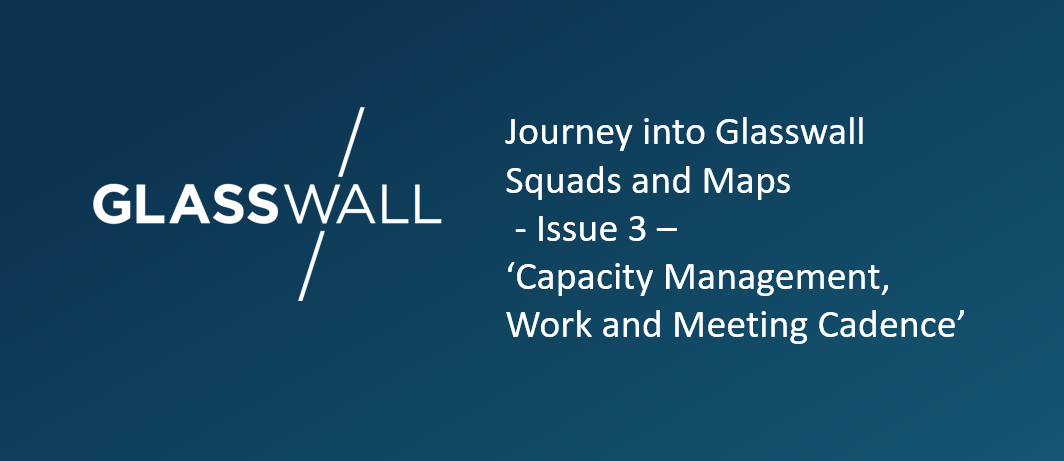 GLASSWALL
Journey into Glasswall
Squads and Maps
- Issue 3 –
‘Capacity Management,
Work and Meeting Cadence’